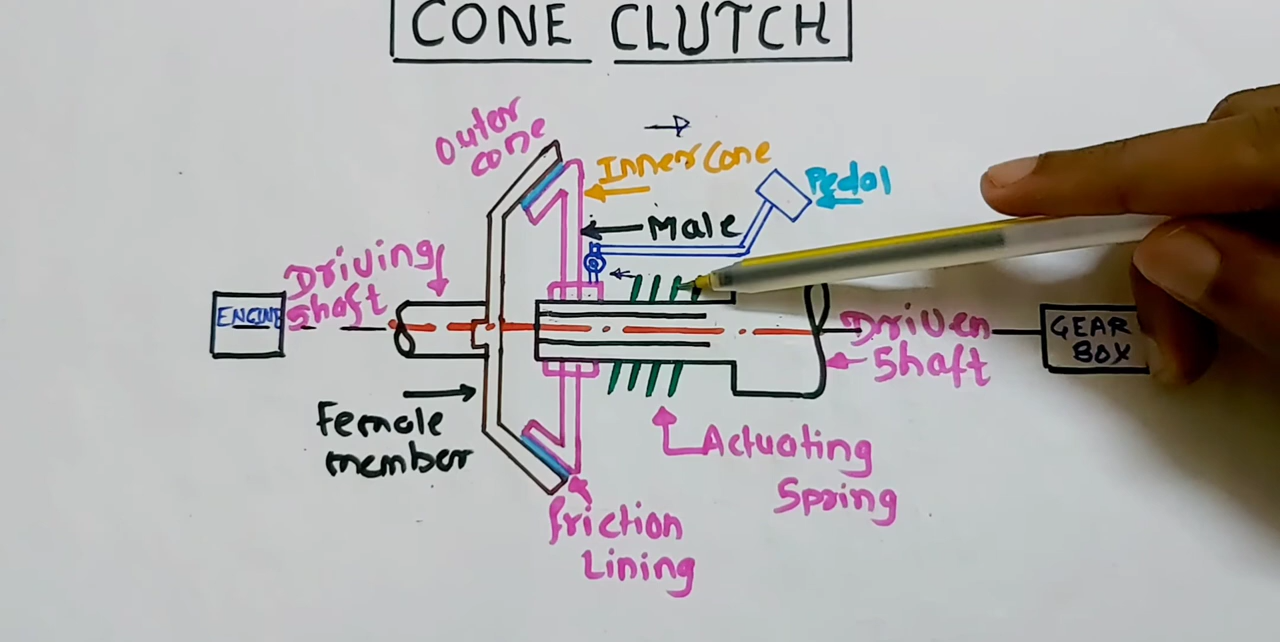 CONE CLUTCH
Outer
cone
Inner Cone
Pedal
Male
Driving
Shaft
ENGINE
Driven
Shaft
GEAR
BOX
Female
member
Actuating
Spring
friction
Lining